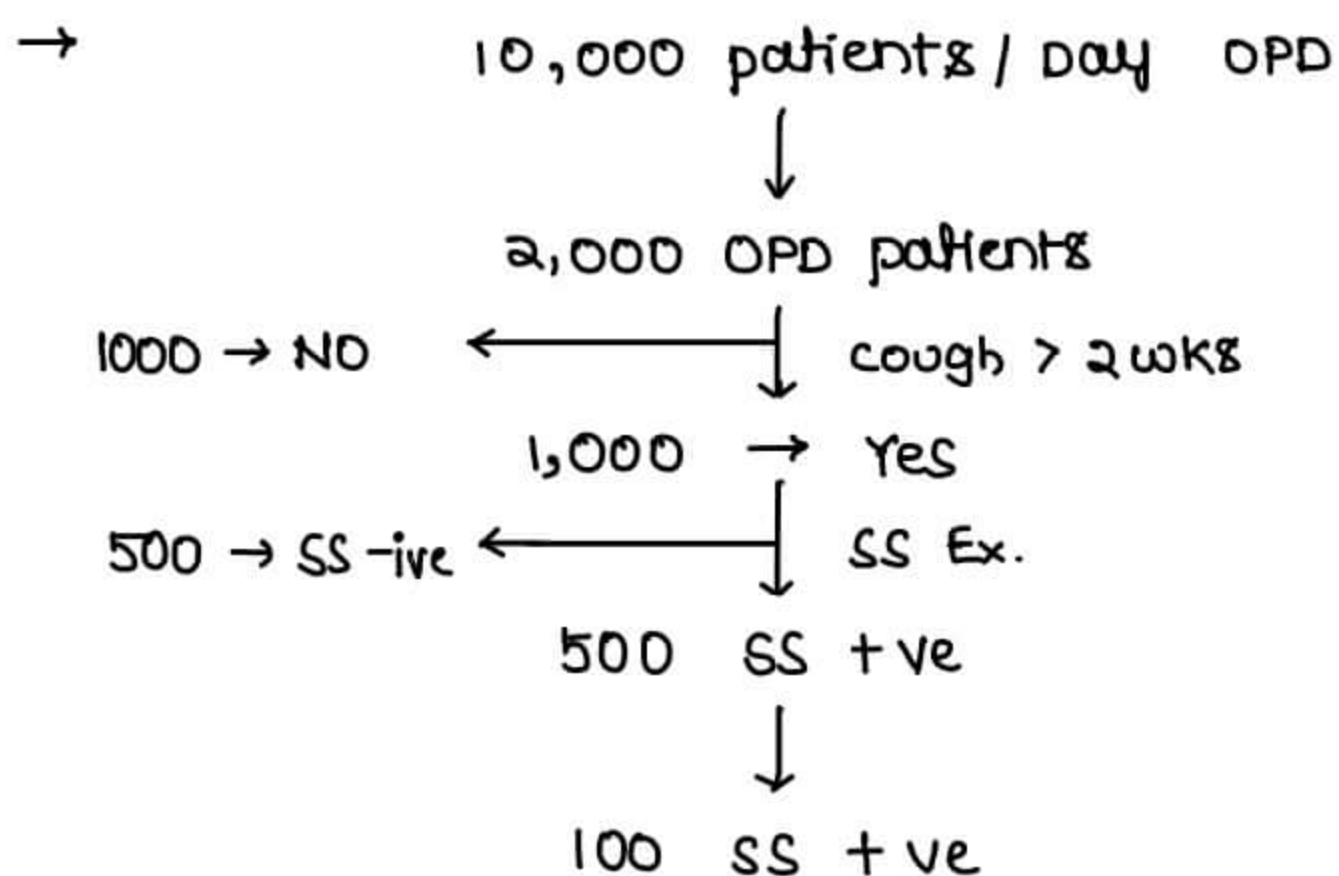 → 10,000 patients / Day OPD
↓
2,000 OPD patients
1000 → NO ← ↓ cough > 2 wks
1,000 → Yes
500 → SS -ive ← ↓ SS Ex.
500 SS +ve
↓
100 SS +ve